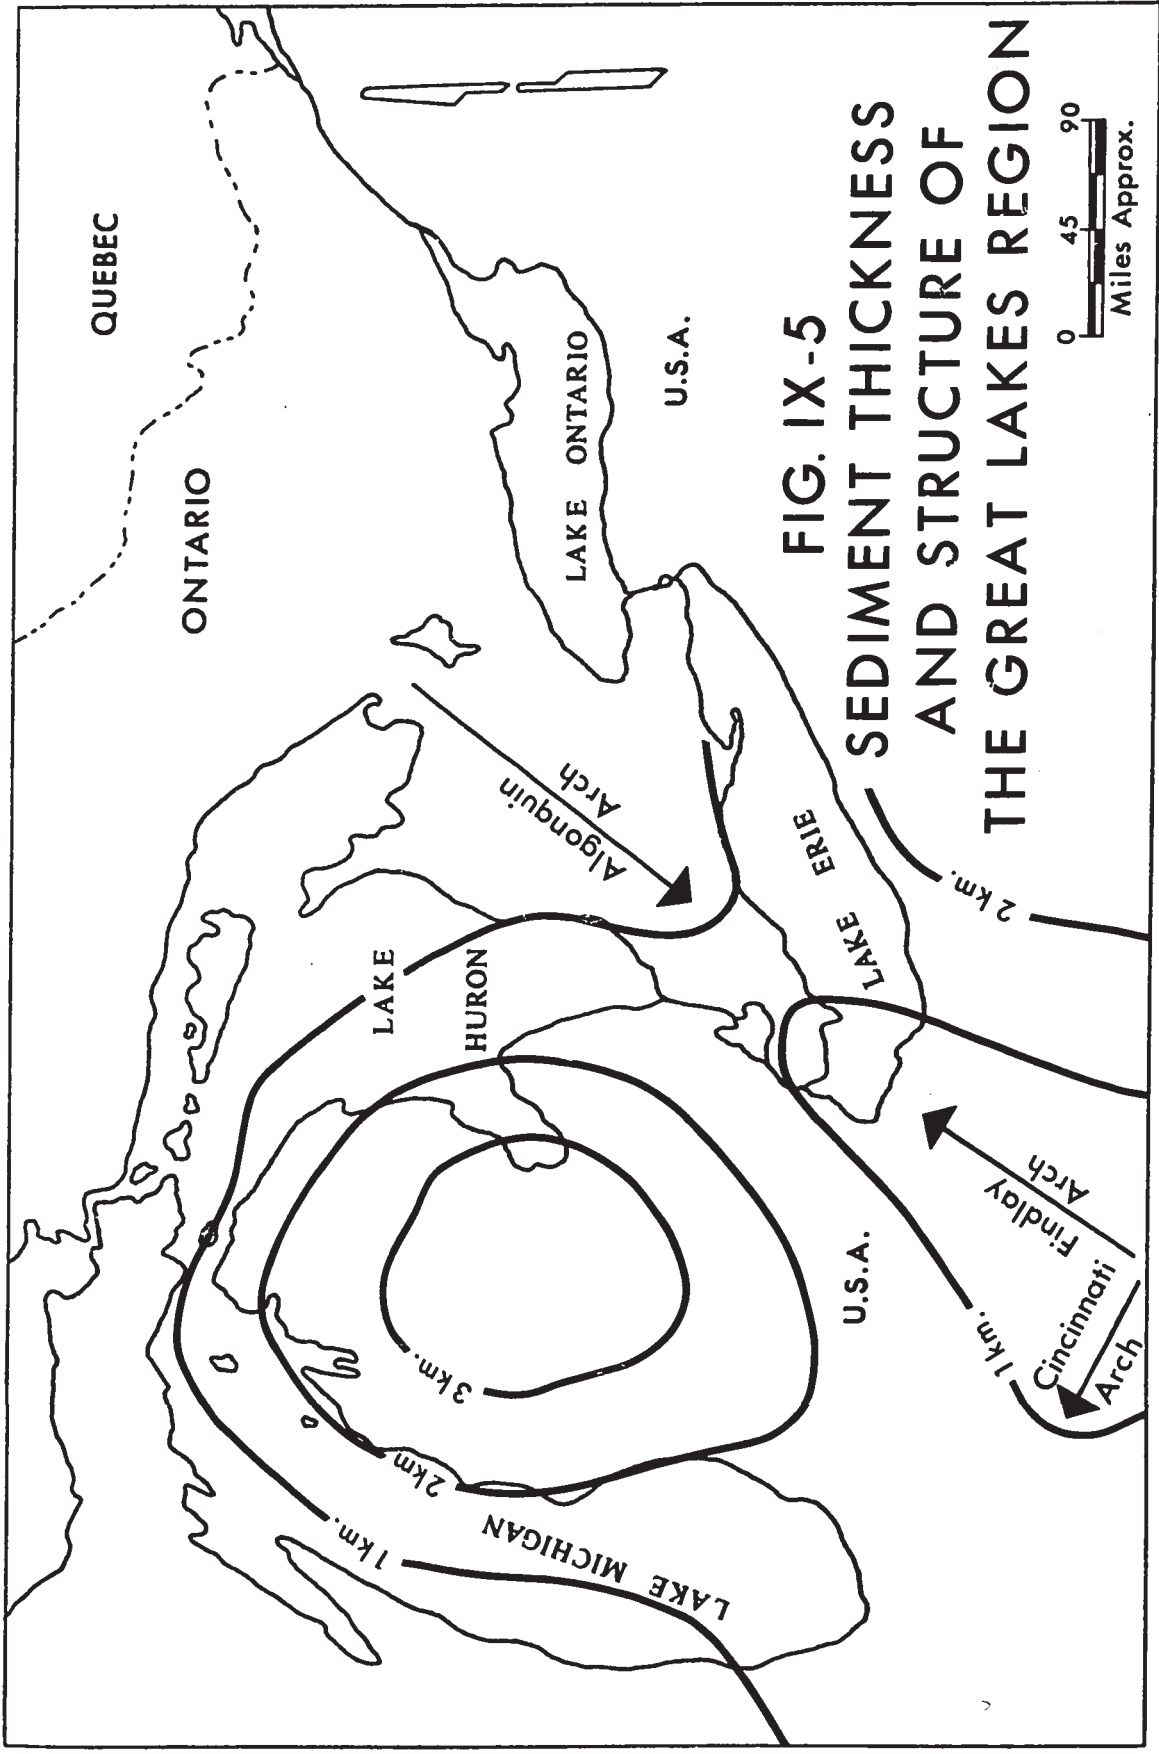 QUEBEC
ONTARIO
LAKE
HURON
LAKE ONTARIO
U.S.A.
Algonquin
Arch
LAKE ERIE
LAKE MICHIGAN
1 km.
2 km
3 km.
U.S.A.
1 km.
2 km.
Findlay
Arch
Cincinnati
Arch
FIG. IX-5
SEDIMENT THICKNESS
AND STRUCTURE OF
THE GREAT LAKES REGION
0 45 90
Miles Approx.